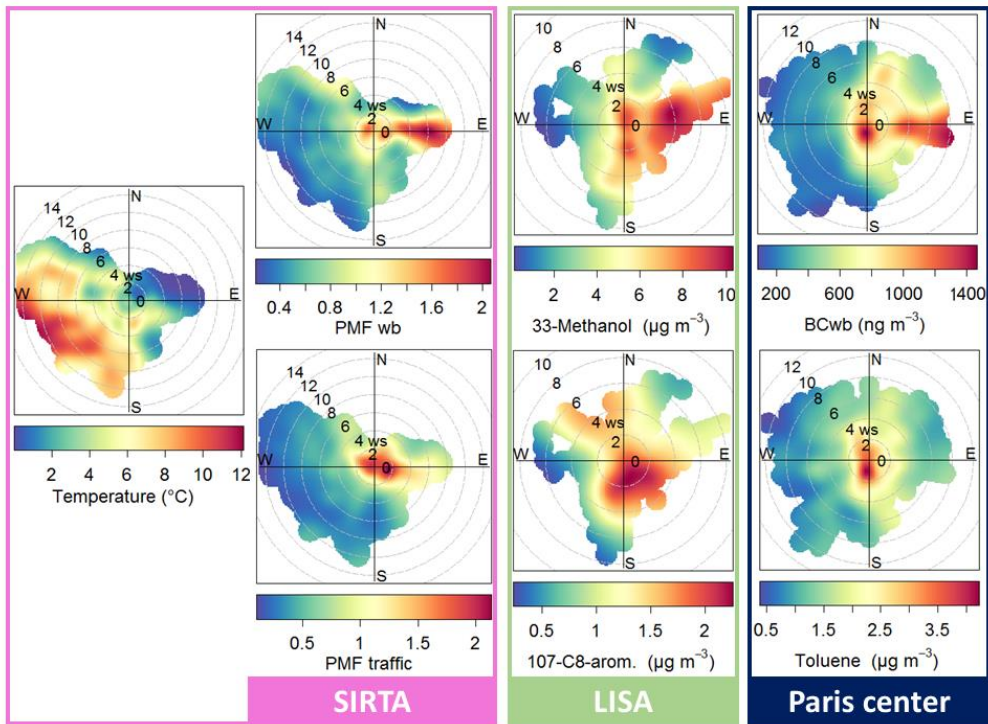 N
14
12
10
8
6
4 ws
2
W
0
E
S
0.4 0.8 1.2 1.6 2
PMF wb
N
12
10
8
6
4 ws
2
W
0
E
S
2 4 6 8 10
33-Methanol (µg m⁻³)
N
12
10
8
6
4 ws
2
W
0
E
S
200 600 1000 1400
BCwb (ng m⁻³)
N
14
12
10
8
6
4 ws
2
W
0
E
S
2 4 6 8 10 12
Temperature (°C)
N
14
12
10
8
6
4 ws
2
W
0
E
S
0.5 1 1.5 2
PMF traffic
N
10
8
6
4 ws
2
W
0
E
S
0.5 1 1.5 2
107-C8-arom. (µg m⁻³)
N
12
10
8
6
4 ws
2
W
0
E
S
0.5 1.5 2.5 3.5
Toluene (µg m⁻³)
SIRTA
LISA
Paris center